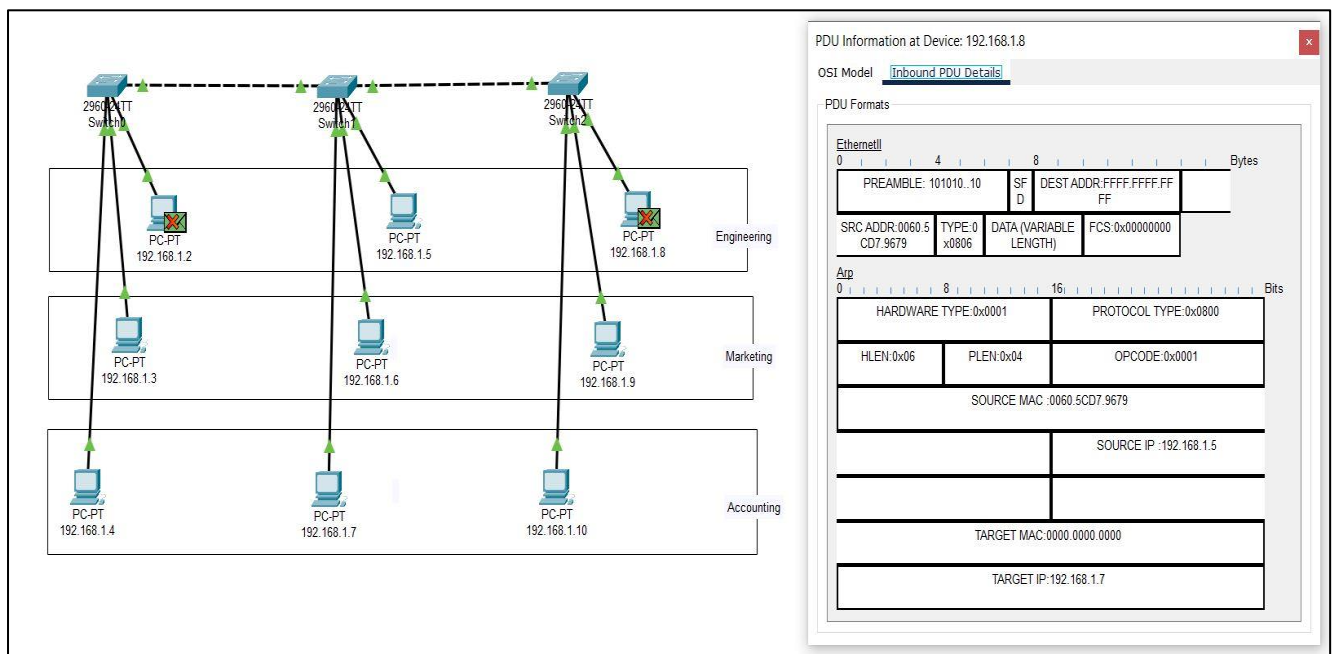 2960-24TT
Switch0
2960-24TT
Switch1
2960-24TT
Switch2
PC-PT
192.168.1.2
PC-PT
192.168.1.5
PC-PT
192.168.1.8
Engineering
PC-PT
192.168.1.3
PC-PT
192.168.1.6
PC-PT
192.168.1.9
Marketing
PC-PT
192.168.1.4
PC-PT
192.168.1.7
PC-PT
192.168.1.10
Accounting
PDU Information at Device: 192.168.1.8
x
OSI Model Inbound PDU Details
PDU Formats
EthernetII
0 4 8 Bytes
PREAMBLE: 101010..10
SF
D
DEST ADDR:FFFF.FFFF.FF
FF
SRC ADDR:0060.5
CD7.9679
TYPE:0
x0806
DATA (VARIABLE
LENGTH)
FCS:0x00000000
Arp
0 8 16 Bits
HARDWARE TYPE:0x0001
PROTOCOL TYPE:0x0800
HLEN:0x06
PLEN:0x04
OPCODE:0x0001
SOURCE MAC :0060.5CD7.9679
SOURCE IP :192.168.1.5
TARGET MAC:0000.0000.0000
TARGET IP:192.168.1.7